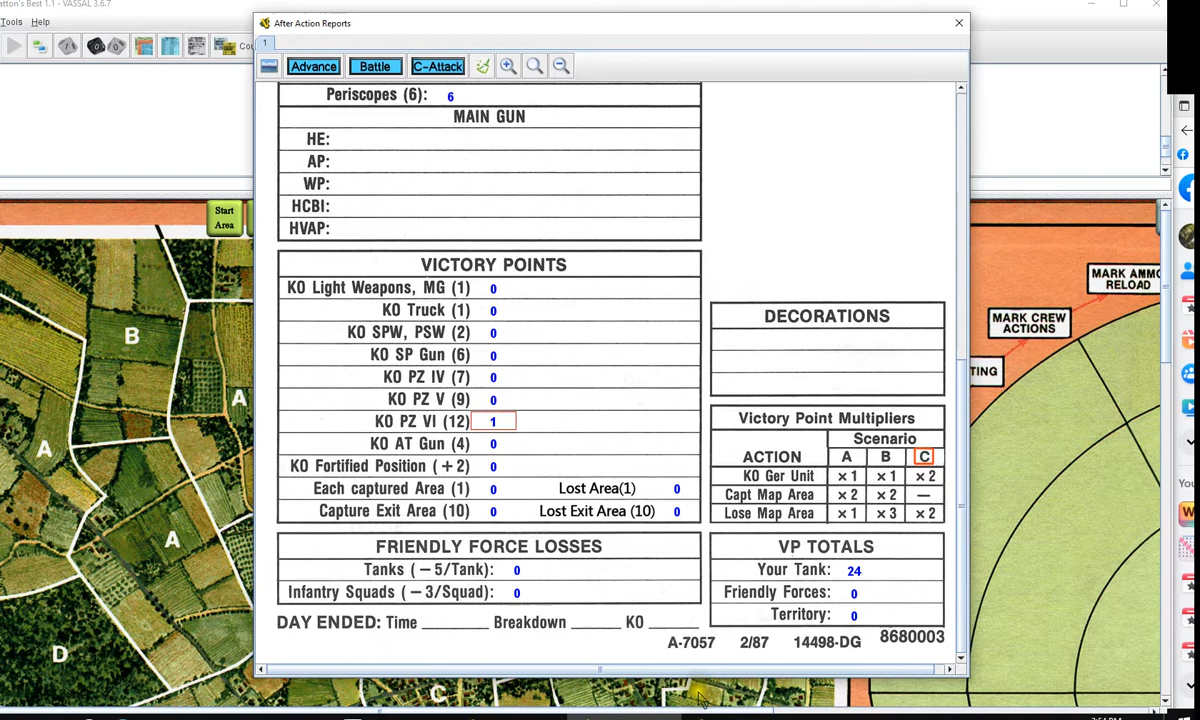 atton's Best 1.1 - VASSAL 3.6.7
Tools Help
After Action Reports
1
Advance Battle C-Attack
Periscopes (6): 6
MAIN GUN
HE:
AP:
WP:
HCBI:
HVAP:
VICTORY POINTS
KO Light Weapons, MG (1) 0
KO Truck (1) 0
KO SPW, PSW (2) 0
KO SP Gun (6) 0
KO PZ IV (7) 0
KO PZ V (9) 0
KO PZ VI (12) 1
KO AT Gun (4) 0
KO Fortified Position (+2) 0
Each captured Area (1) 0 Lost Area(1) 0
Capture Exit Area (10) 0 Lost Exit Area (10) 0
FRIENDLY FORCE LOSSES
Tanks (−5/Tank): 0
Infantry Squads (−3/Squad): 0
DAY ENDED: Time ________ Breakdown ______ KO ______
A-7057 2/87 14498-DG 8680003
DECORATIONS
Victory Point Multipliers
Scenario
ACTION A B C
KO Ger Unit ×1 ×1 ×2
Capt Map Area ×2 ×2 —
Lose Map Area ×1 ×3 ×2
VP TOTALS
Your Tank: 24
Friendly Forces: 0
Territory: 0
Start
Area
B
A
A
A
D
C
MARK AMMO
RELOAD
MARK CREW
ACTIONS
TING
You